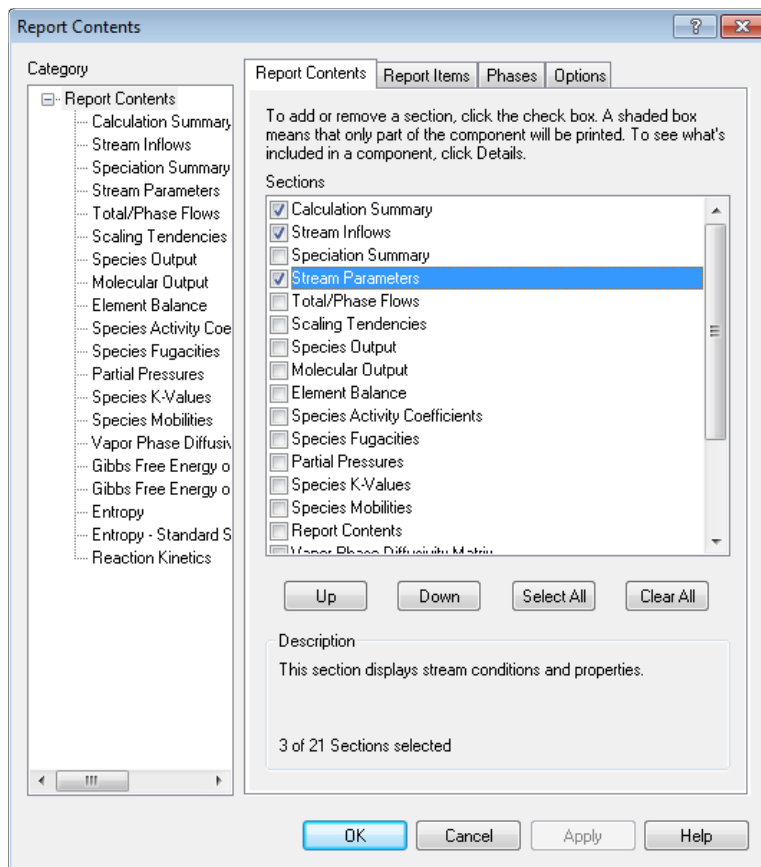 Report Contents
Category
Report Contents
Calculation Summary
Stream Inflows
Speciation Summary
Stream Parameters
Total/Phase Flows
Scaling Tendencies
Species Output
Molecular Output
Element Balance
Species Activity Coe
Species Fugacities
Partial Pressures
Species K-Values
Species Mobilities
Vapor Phase Diffusiv
Gibbs Free Energy o
Gibbs Free Energy o
Entropy
Entropy - Standard S
Reaction Kinetics
Report Contents Report Items Phases Options
To add or remove a section, click the check box. A shaded box
means that only part of the component will be printed. To see what's
included in a component, click Details.
Sections
Calculation Summary
Stream Inflows
Speciation Summary
Stream Parameters
Total/Phase Flows
Scaling Tendencies
Species Output
Molecular Output
Element Balance
Species Activity Coefficients
Species Fugacities
Partial Pressures
Species K-Values
Species Mobilities
Report Contents
Vapor Phase Diffusivity Matrix
Up Down Select All Clear All
Description
This section displays stream conditions and properties.
3 of 21 Sections selected
OK Cancel Apply Help